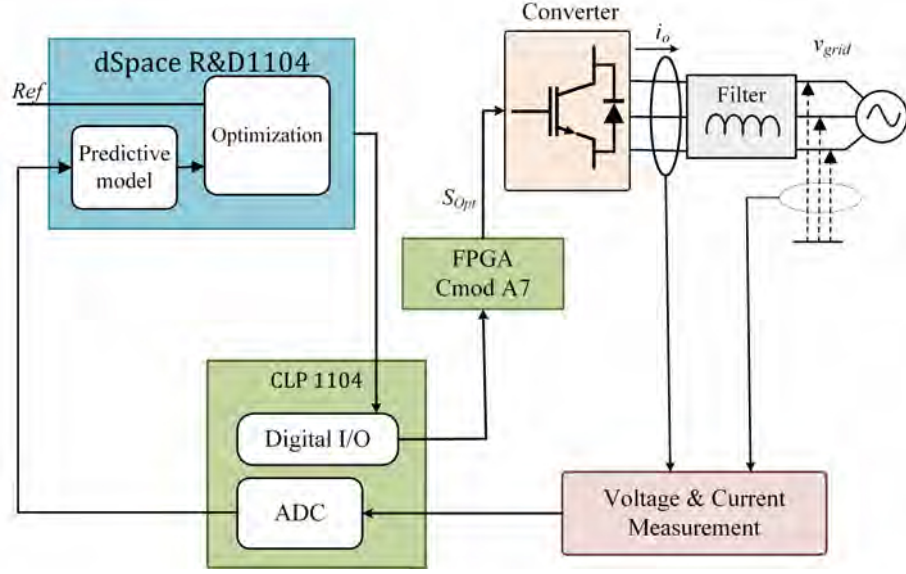 Converter
dSpace R&D1104
i_o
v_grid
Ref
Optimization
Filter
Predictive
model
S_Opt
FPGA
Cmod A7
CLP 1104
Digital I/O
ADC
Voltage & Current
Measurement